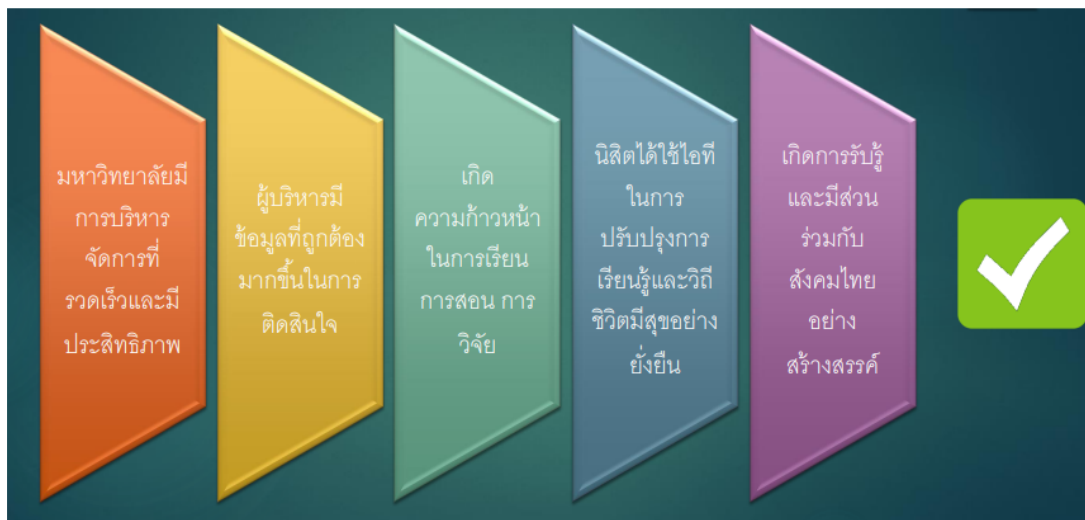 มหาวิทยาลัยมี
การบริหาร
จัดการที่
รวดเร็วและมี
ประสิทธิภาพ
ผู้บริหารมี
ข้อมูลที่ถูกต้อง
มากขึ้นในการ
ติดสินใจ
เกิด
ความก้าวหน้า
ในการเรียน
การสอน การ
วิจัย
นิสิตได้ใช้ไอที
ในการ
ปรับปรุงการ
เรียนรู้และวิถี
ชีวิตมีสุขอย่าง
ยั่งยืน
เกิดการรับรู้
และมีส่วน
ร่วมกับ
สังคมไทย
อย่าง
สร้างสรรค์